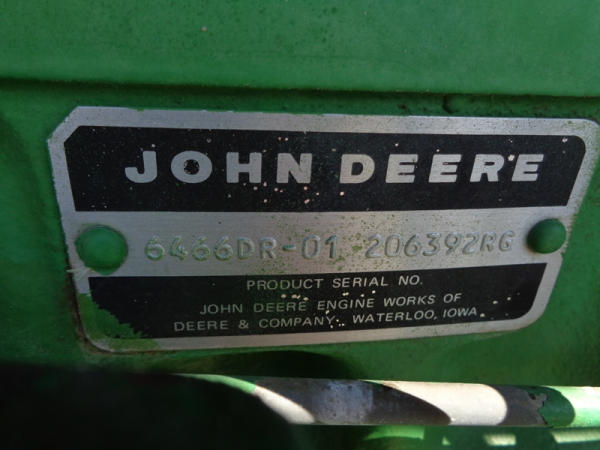 JOHN DEERE
6466DR-01 206392RG
PRODUCT SERIAL NO.
JOHN DEERE ENGINE WORKS OF
DEERE & COMPANY WATERLOO, IOWA